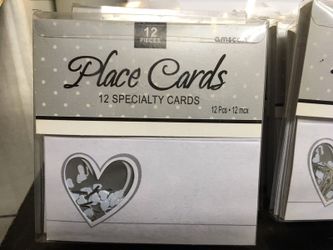 12
PIECES
amscan
Place Cards
12 SPECIALTY CARDS
12 Pcs • 12 mcx